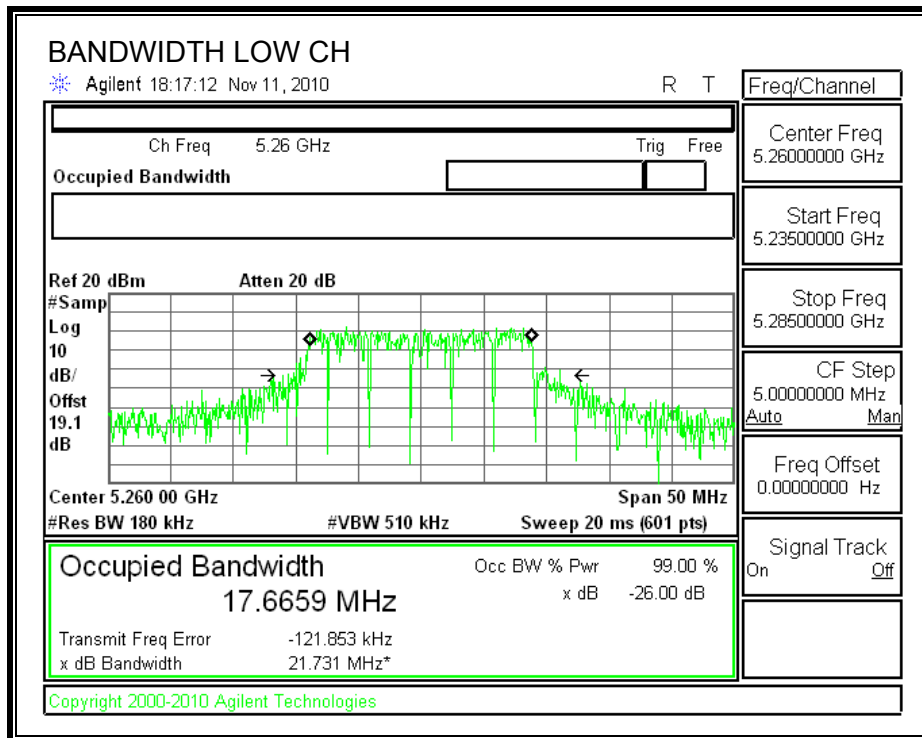 BANDWIDTH LOW CH
Agilent 18:17:12 Nov 11, 2010 R T
Freq/Channel
Ch Freq 5.26 GHz Trig Free
Occupied Bandwidth
Center Freq
5.26000000 GHz
Start Freq
5.23500000 GHz
Stop Freq
5.28500000 GHz
CF Step
5.00000000 MHz
Auto Man
Freq Offset
0.00000000 Hz
Signal Track
On Off
Ref 20 dBm Atten 20 dB
#Samp
Log
10
dB/
Offst
19.1
dB
Center 5.260 00 GHz Span 50 MHz
#Res BW 180 kHz #VBW 510 kHz Sweep 20 ms (601 pts)
Occupied Bandwidth
17.6659 MHz
Occ BW % Pwr 99.00 %
x dB -26.00 dB
Transmit Freq Error -121.853 kHz
x dB Bandwidth 21.731 MHz*
Copyright 2000-2010 Agilent Technologies